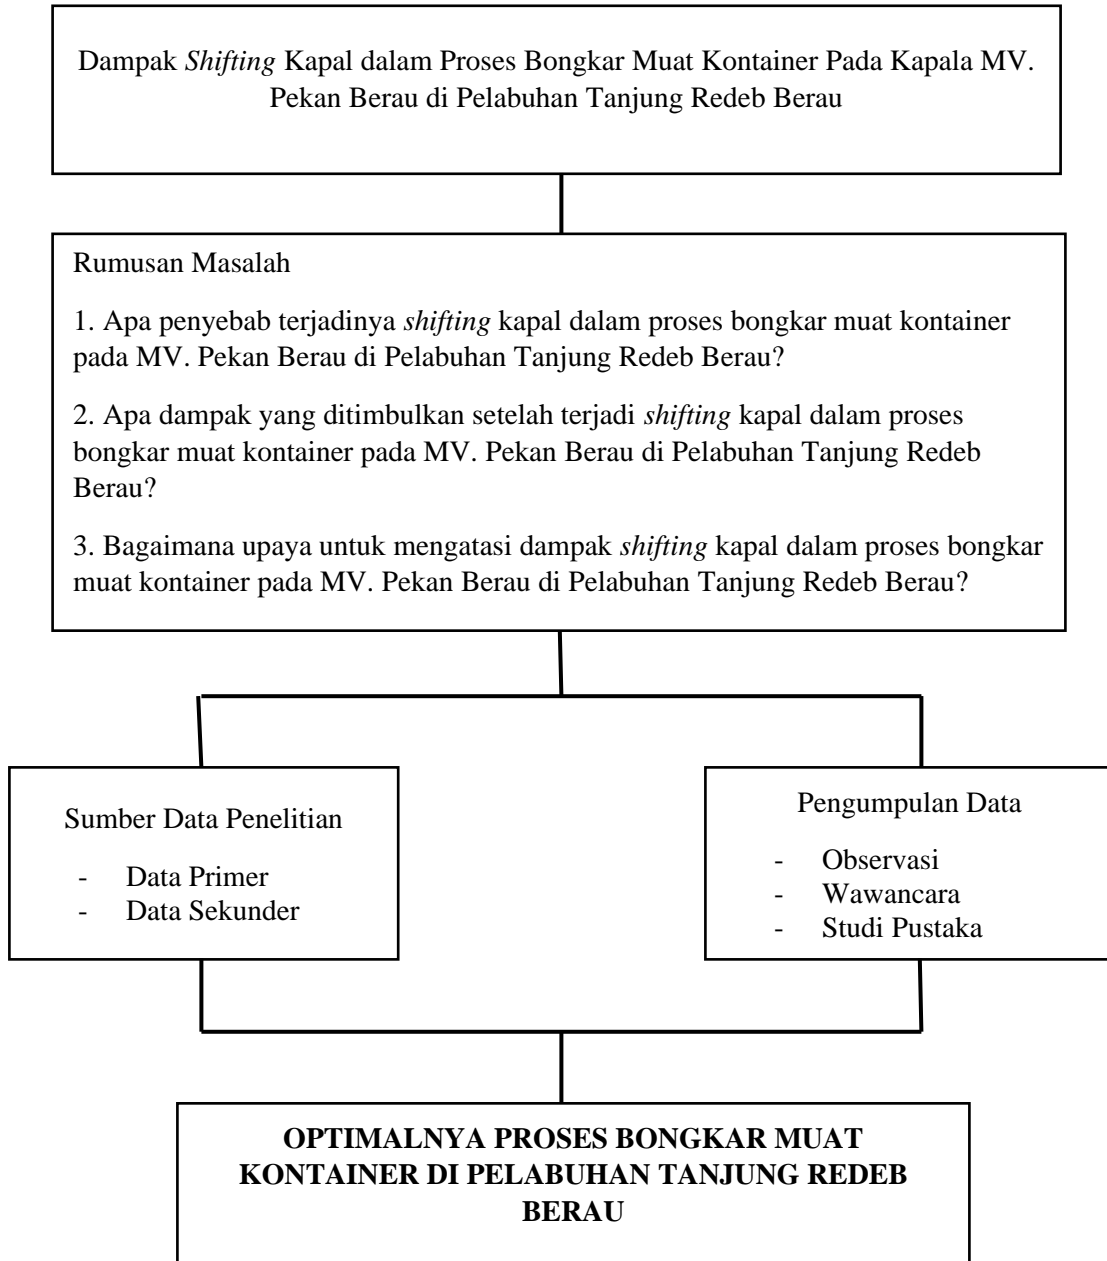 Dampak Shifting Kapal dalam Proses Bongkar Muat Kontainer Pada Kapala MV.
Pekan Berau di Pelabuhan Tanjung Redeb Berau
Rumusan Masalah
1. Apa penyebab terjadinya shifting kapal dalam proses bongkar muat kontainer
pada MV. Pekan Berau di Pelabuhan Tanjung Redeb Berau?
2. Apa dampak yang ditimbulkan setelah terjadi shifting kapal dalam proses
bongkar muat kontainer pada MV. Pekan Berau di Pelabuhan Tanjung Redeb
Berau?
3. Bagaimana upaya untuk mengatasi dampak shifting kapal dalam proses bongkar
muat kontainer pada MV. Pekan Berau di Pelabuhan Tanjung Redeb Berau?
Sumber Data Penelitian
- Data Primer
- Data Sekunder
Pengumpulan Data
- Observasi
- Wawancara
- Studi Pustaka
OPTIMALNYA PROSES BONGKAR MUAT
KONTAINER DI PELABUHAN TANJUNG REDEB
BERAU